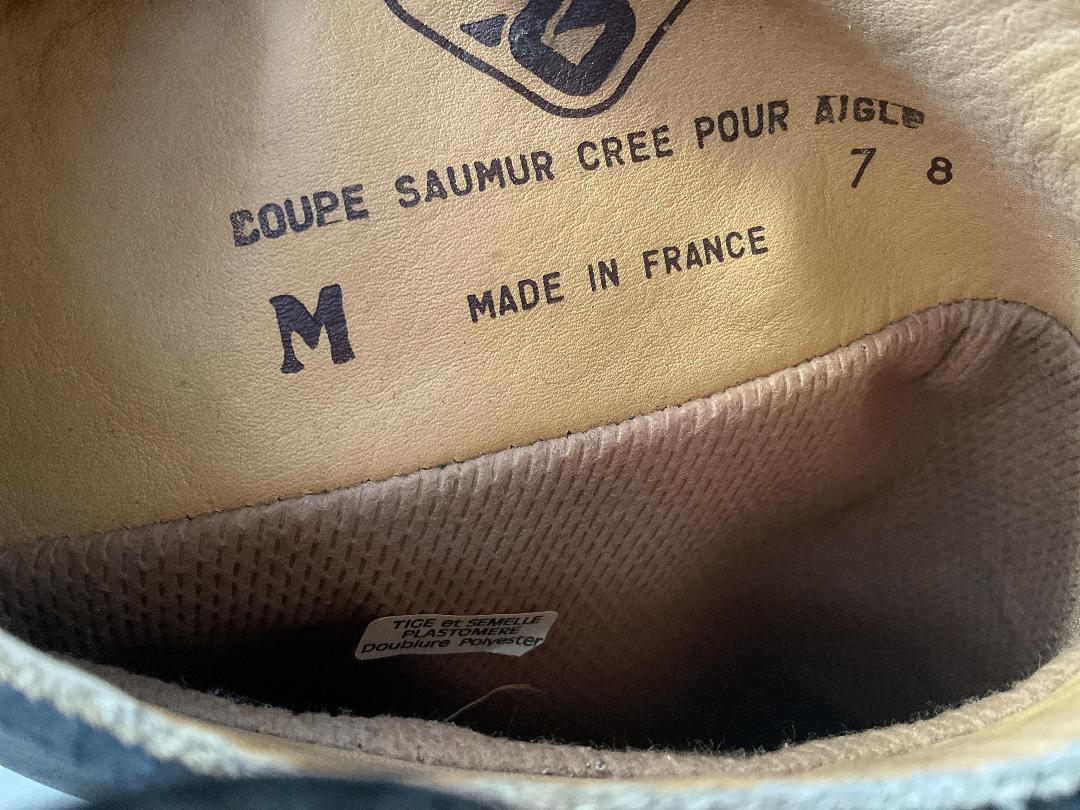 COUPE SAUMUR CREE POUR AIGLE
7 8
M MADE IN FRANCE
TIGE et SEMELLE
PLASTOMERE
Doublure Polyester